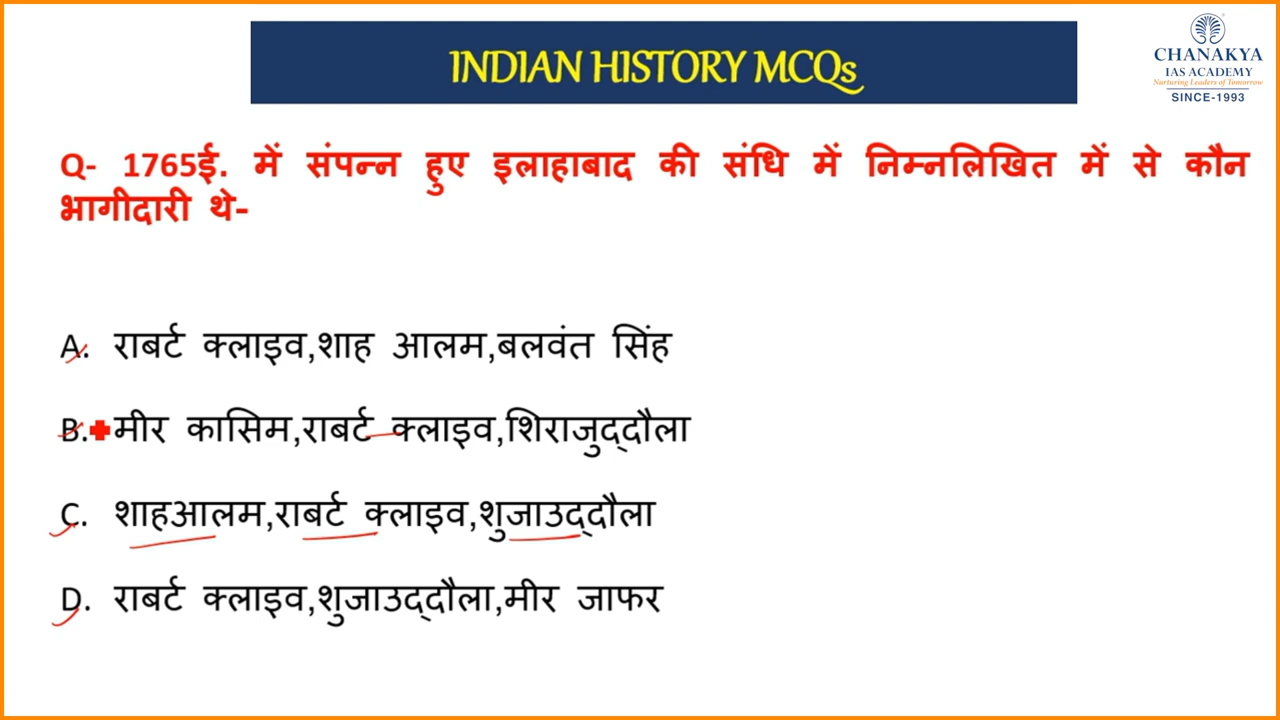 INDIAN HISTORY MCQs
CHANAKYA
IAS ACADEMY
Nurturing Leaders of Tomorrow
SINCE-1993
Q- 1765ई. में संपन्न हुए इलाहाबाद की संधि में निम्नलिखित में से कौन
भागीदारी थे-
A. राबर्ट क्लाइव,शाह आलम,बलवंत सिंह
B. मीर कासिम,राबर्ट क्लाइव,शिराजुद्दौला
C. शाहआलम,राबर्ट क्लाइव,शुजाउद्दौला
D. राबर्ट क्लाइव,शुजाउद्दौला,मीर जाफर